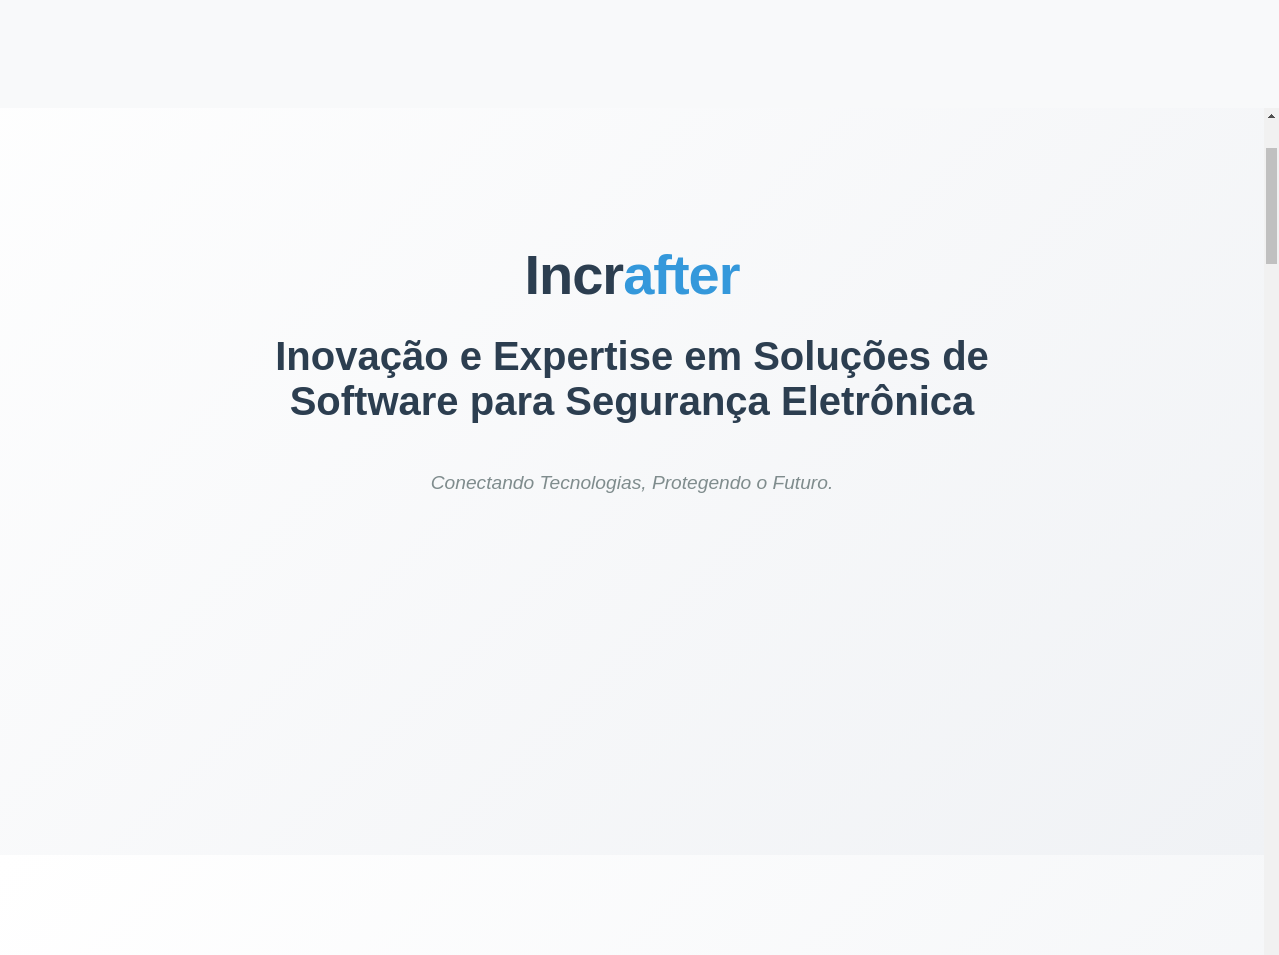 Incrafter
Inovação e Expertise em Soluções de
Software para Segurança Eletrônica
Conectando Tecnologias, Protegendo o Futuro.